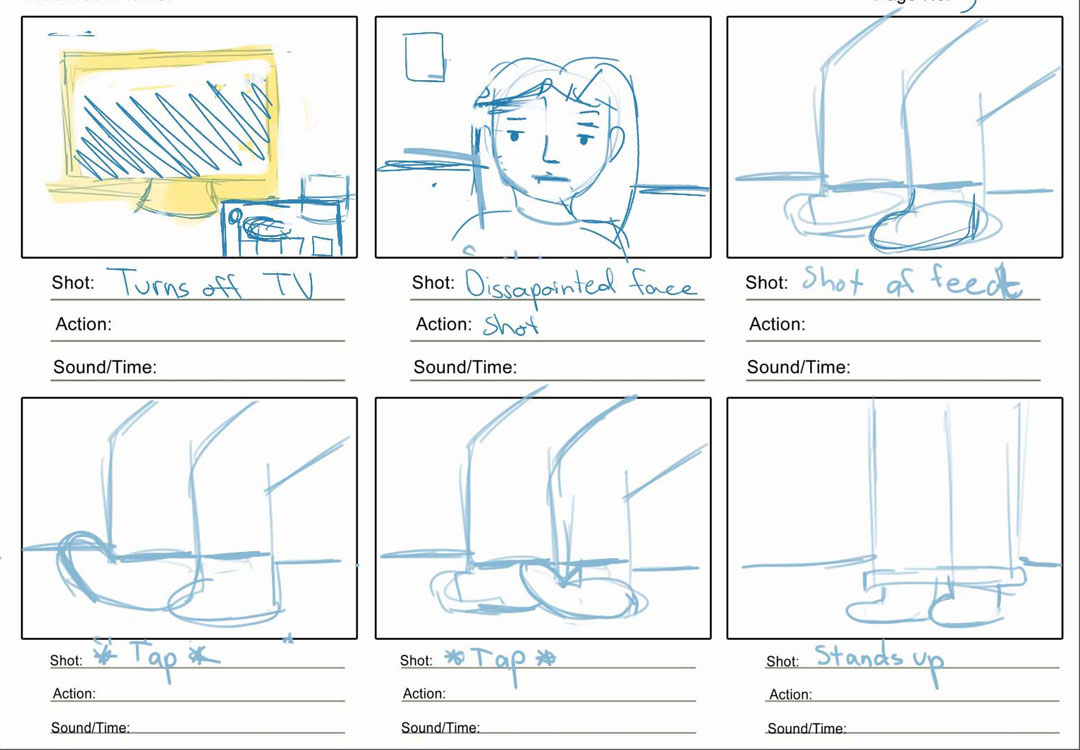 Shot: Turns off TV
Action:
Sound/Time:
Shot: Dissapointed face
Action: shot
Sound/Time:
Shot: Shot of feet
Action:
Sound/Time:
Shot: * Tap *
Action:
Sound/Time:
Shot: * Tap *
Action:
Sound/Time:
Shot: Stands up
Action:
Sound/Time: